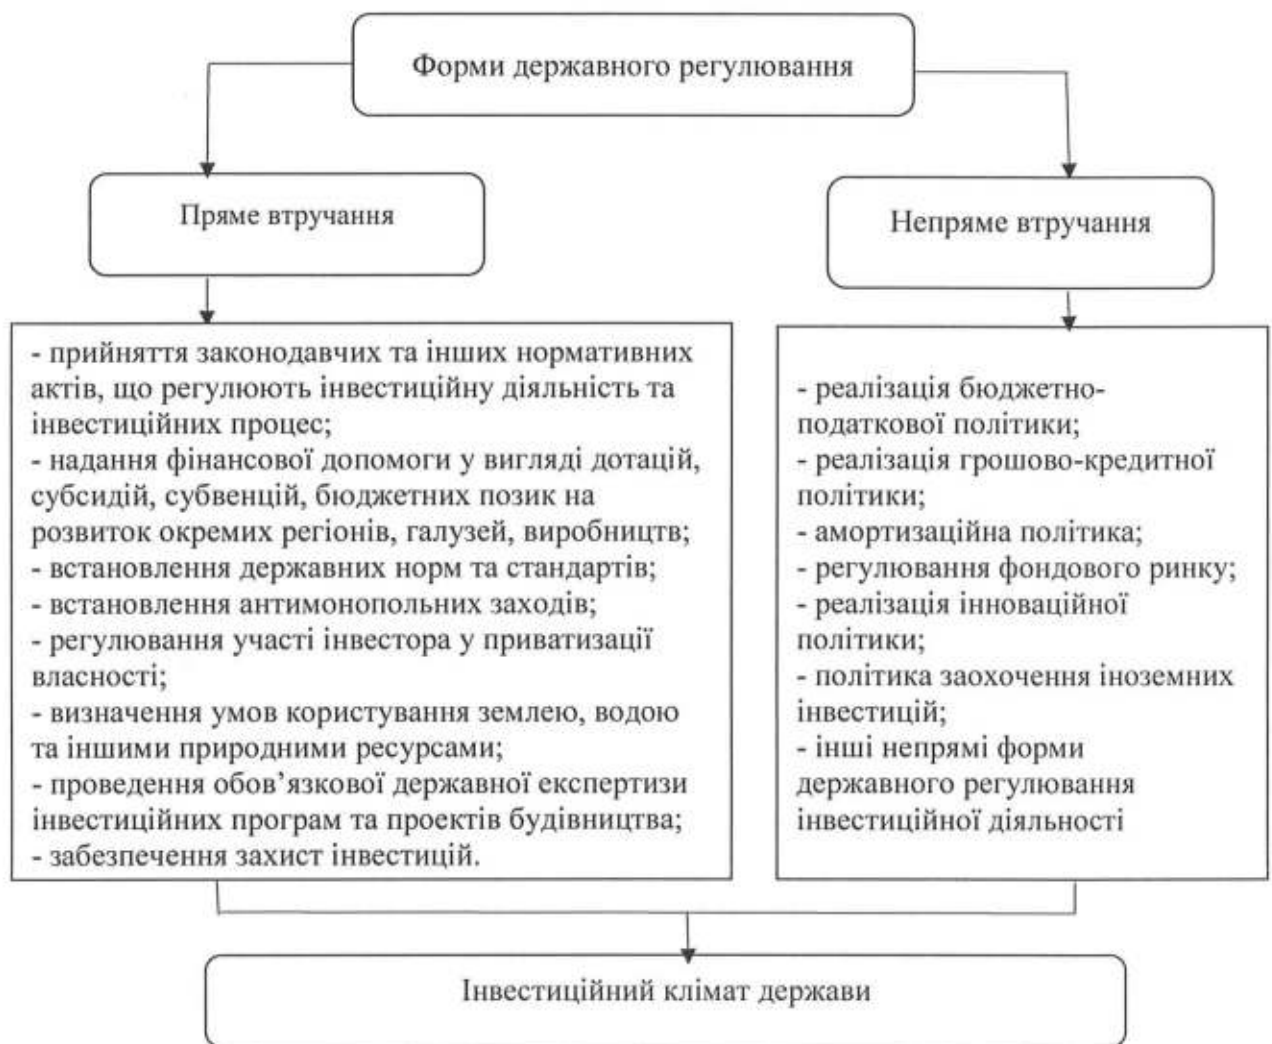 Форми державного регулювання
Пряме втручання
Непряме втручання
- прийняття законодавчих та інших нормативних
актів, що регулюють інвестиційну діяльність та
інвестиційних процес;
- надання фінансової допомоги у вигляді дотацій,
субсидій, субвенцій, бюджетних позик на
розвиток окремих регіонів, галузей, виробництв;
- встановлення державних норм та стандартів;
- встановлення антимонопольних заходів;
- регулювання участі інвестора у приватизації
власності;
- визначення умов користування землею, водою
та іншими природними ресурсами;
- проведення обов’язкової державної експертизи
інвестиційних програм та проектів будівництва;
- забезпечення захист інвестицій.
- реалізація бюджетно-
податкової політики;
- реалізація грошово-кредитної
політики;
- амортизаційна політика;
- регулювання фондового ринку;
- реалізація інноваційної
політики;
- політика заохочення іноземних
інвестицій;
- інші непрямі форми
державного регулювання
інвестиційної діяльності
Інвестиційний клімат держави